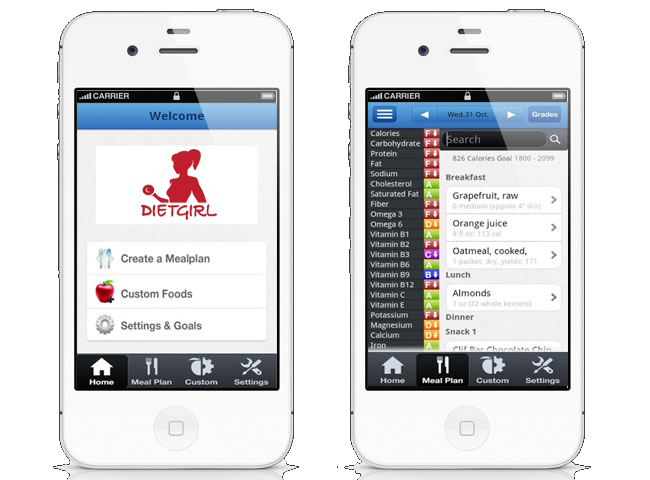 CARRIER
Welcome
DIETGIRL
Create a Mealplan
Custom Foods
Settings & Goals
Home
Meal Plan
Custom
Settings
CARRIER
Wed.31 Oct.
Grades
Search
826 Calories Goal 1800 - 2099
Calories F
Carbohydrate F
Protein F
Fat F
Sodium F
Cholesterol A
Saturated Fat A
Fiber F
Omega 3 F
Omega 6 D
Vitamin B1 A
Vitamin B2 F
Vitamin B3 C
Vitamin B6 A
Vitamin B9 B
Vitamin B12 F
Vitamin C A
Vitamin E A
Potassium F
Magnesium D
Calcium D
Iron A
Breakfast
Grapefruit, raw
0 medium (approx 4" dia):
Orange juice
8 fl oz: 113 cal
Oatmeal, cooked,
1 packet, dry, yields: 171
Lunch
Almonds
1 oz (22 whole kernels):
Dinner
Snack 1
Clif Bar Chocolate Chip
Home
Meal Plan
Custom
Settings